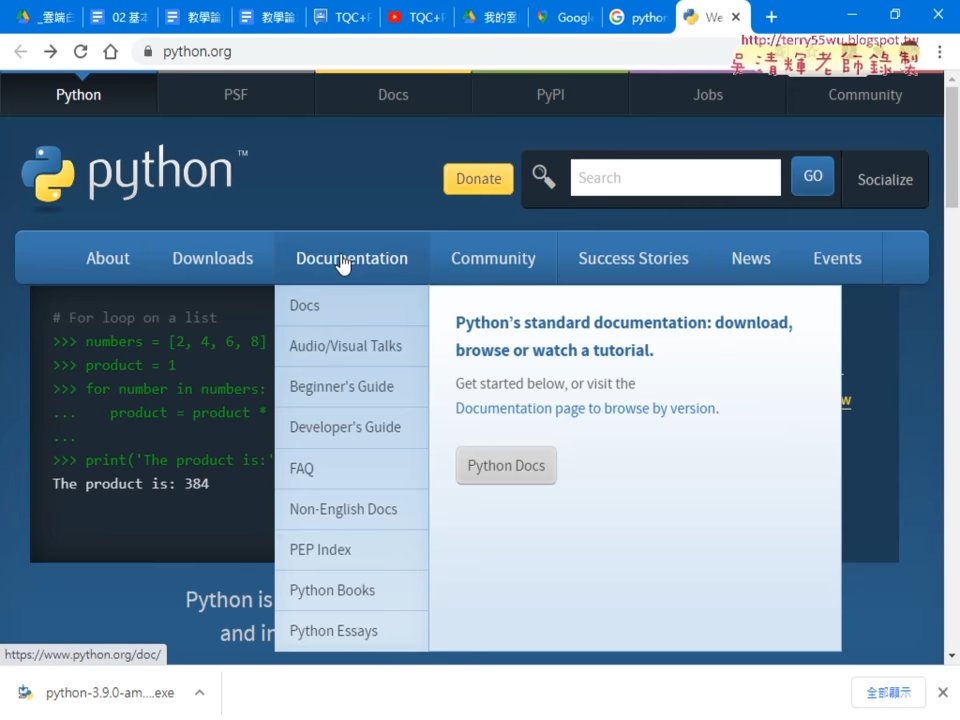 _雲端白
02 基本
教學論
教學論
TQC+F
TQC+F
我的雲
Googl
python
We
python.org
http://terry55wu.blogspot.tw
吳清輝老師錄製
Python
PSF
Docs
PyPI
Jobs
Community
python™
Donate
Search
GO
Socialize
About
Downloads
Documentation
Community
Success Stories
News
Events
# For loop on a list
>>> numbers = [2, 4, 6, 8]
>>> product = 1
>>> for number in numbers:
... product = product *
...
>>> print('The product is:'
The product is: 384
Docs
Audio/Visual Talks
Beginner's Guide
Developer's Guide
FAQ
Non-English Docs
PEP Index
Python Books
Python Essays
Python's standard documentation: download,
browse or watch a tutorial.
Get started below, or visit the
Documentation page to browse by version.
Python Docs
w
Python is
and in
https://www.python.org/doc/
python-3.9.0-am....exe
全部顯示